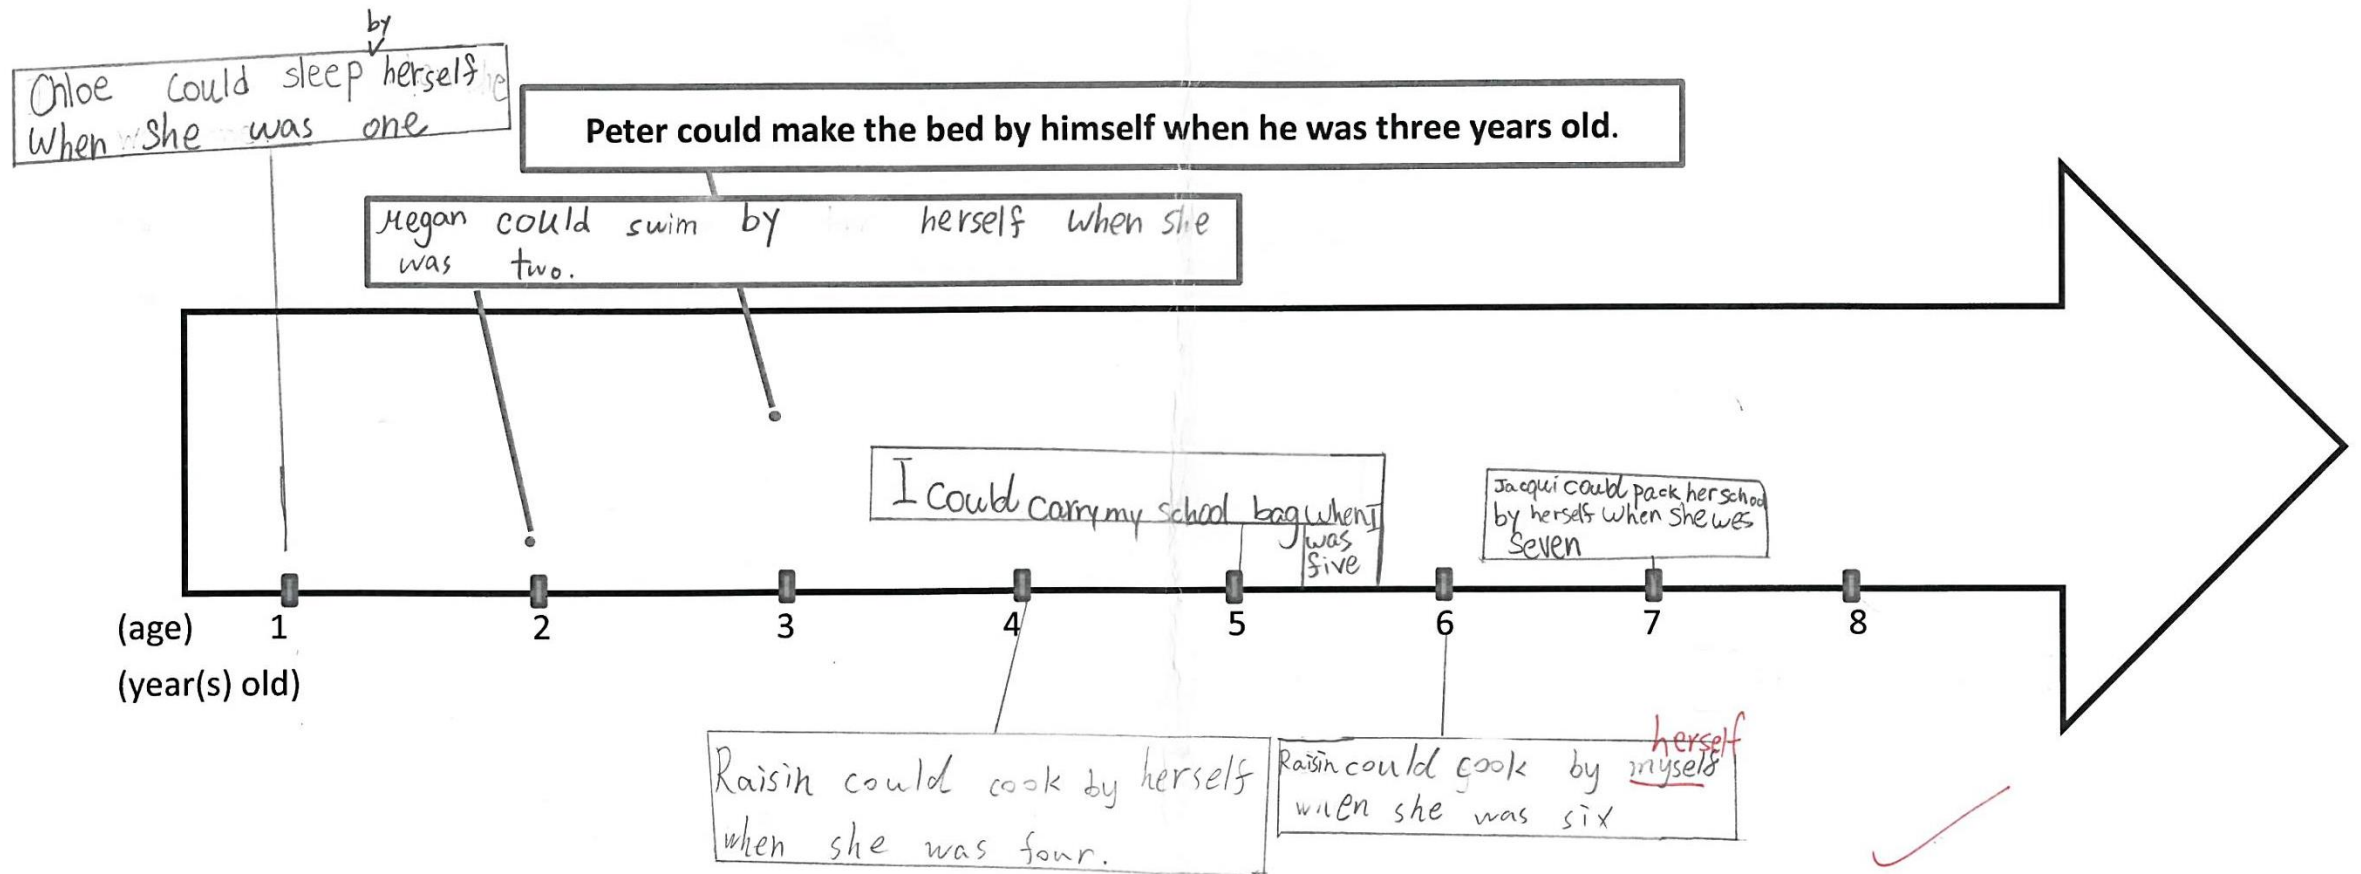 by
Chloe could sleep herself
When she was one
Peter could make the bed by himself when he was three years old.
Megan could swim by herself when she
was two.
I could carry my school bag when I
was
five
Jacqui could pack her school
by herself when she wes
Seven
(age) 1 2 3 4 5 6 7 8
(year(s) old)
Raisin could cook by herself
when she was four.
herself
Raisin could cook by myself
when she was six